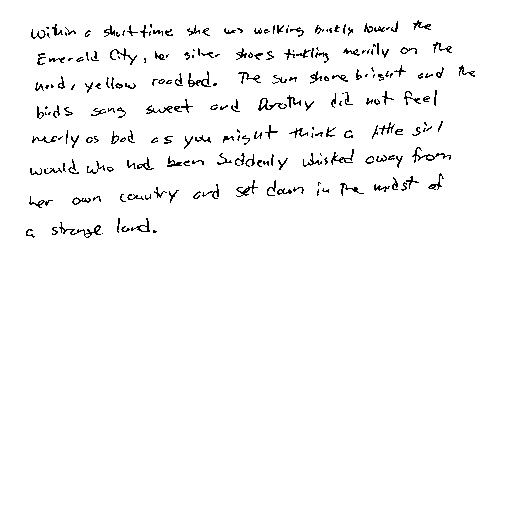 Within a short time she was walking briskly toward the
Emerald City, her silver shoes tinkling merrily on the
hard, yellow roadbed. The sun shone bright and the
birds sang sweet and Dorothy did not feel
nearly as bad as you might think a little girl
would who had been suddenly whisked away from
her own country and set down in the midst of
a strange land.